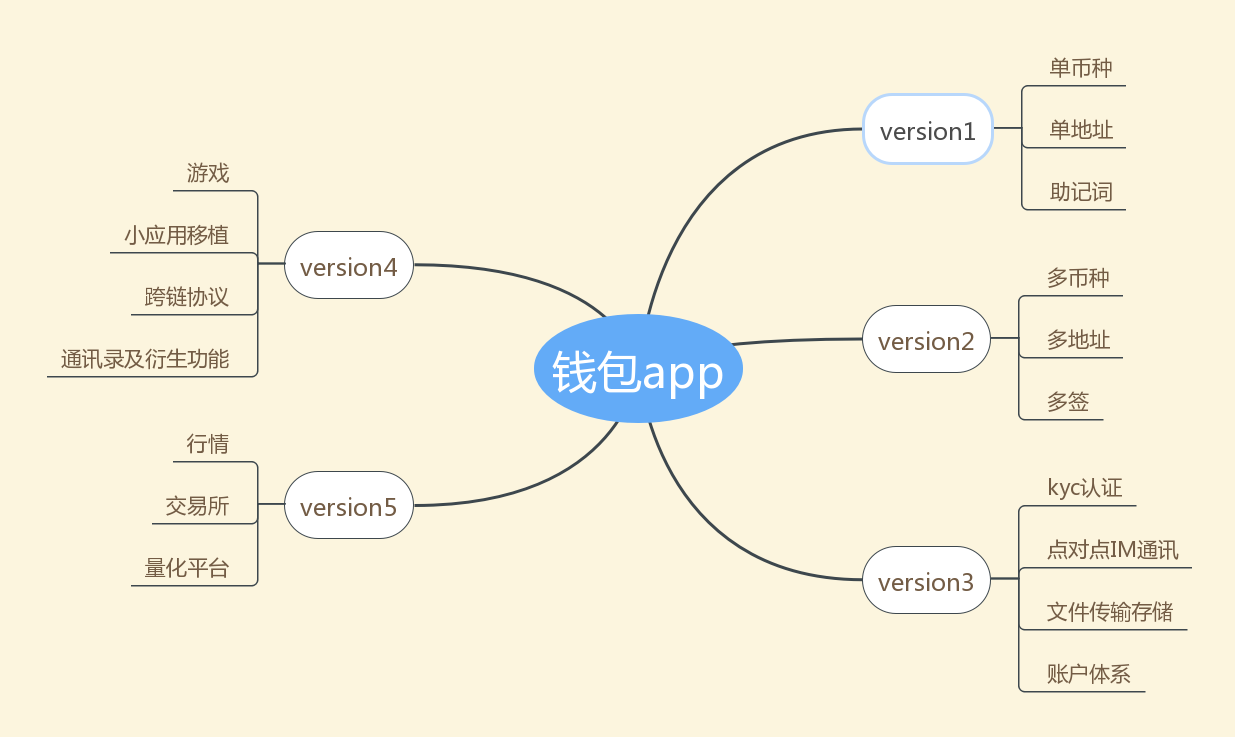 钱包app
version1
单币种
单地址
助记词
version2
多币种
多地址
多签
version3
kyc认证
点对点IM通讯
文件传输存储
账户体系
version4
游戏
小应用移植
跨链协议
通讯录及衍生功能
version5
行情
交易所
量化平台